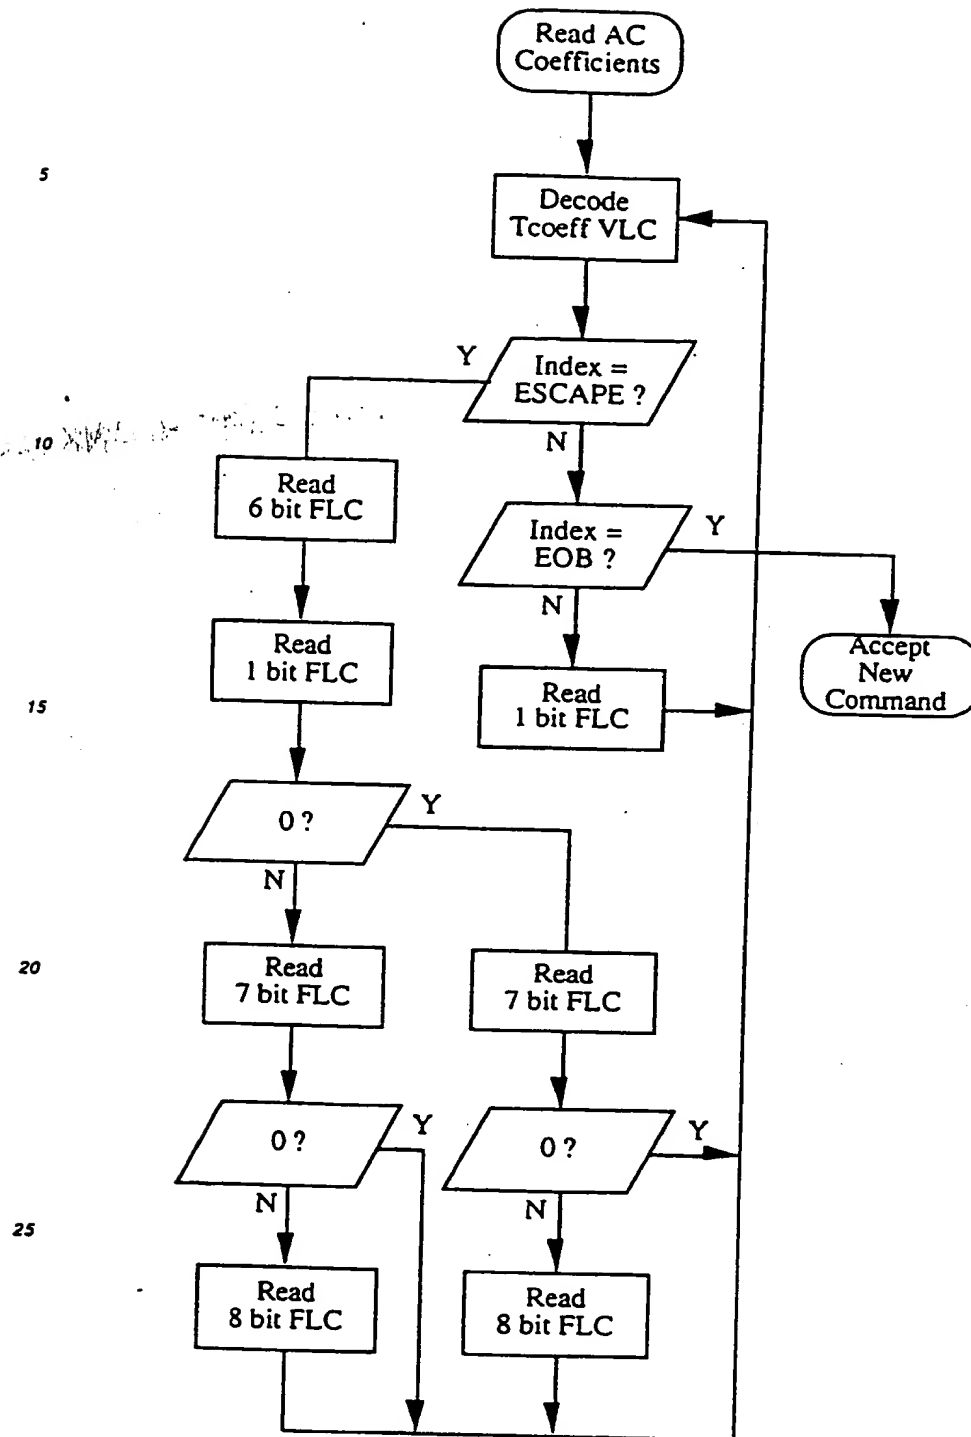 Read AC
Coefficients
5
Decode
Tcoeff VLC
Y
Index =
ESCAPE ?
10
N
Read
6 bit FLC
Index =
EOB ?
Y
N
Read
1 bit FLC
Accept
New
Command
Read
1 bit FLC
15
0 ?
Y
N
20
Read
7 bit FLC
Read
7 bit FLC
0 ?
Y
0 ?
Y
N
N
25
Read
8 bit FLC
Read
8 bit FLC